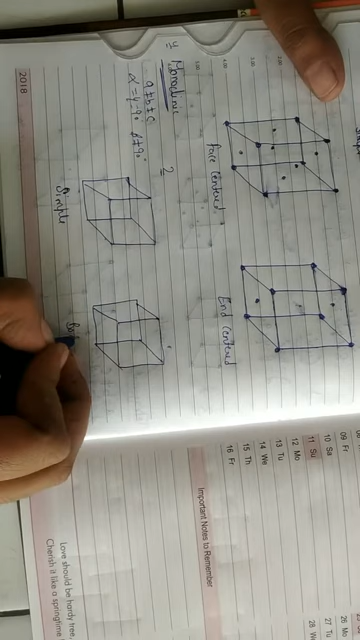 Face Centered
End Centered
4 Monoclinic 2
a ≠ b ≠ c
α = γ = 90° β ≠ 90°
Simple
2018
09 Fr
10 Sa
11 Su
12 Mo
13 Tu
14 We
15 Th
16 Fr
26 Mo
27 Tu
28 W
Important Notes to Remember
Love should be hardy tree,
Cherish it like a springtime